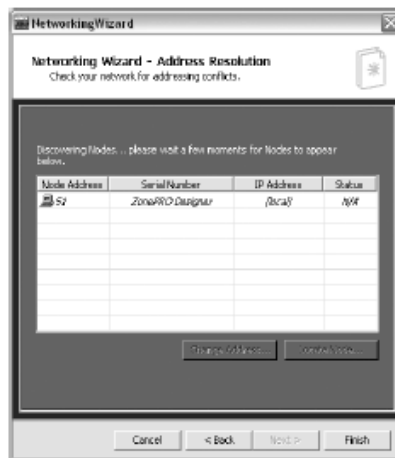 NetworkingWizard
Networking Wizard - Address Resolution
Check your network for addressing conflicts.
Discovering Nodes... please wait a few moments for Nodes to appear
below.
Node Address Serial Number IP Address Status
51 ZonePRO Designer (local) N/A
Change Address... Locate Node...
Cancel < Back Next > Finish